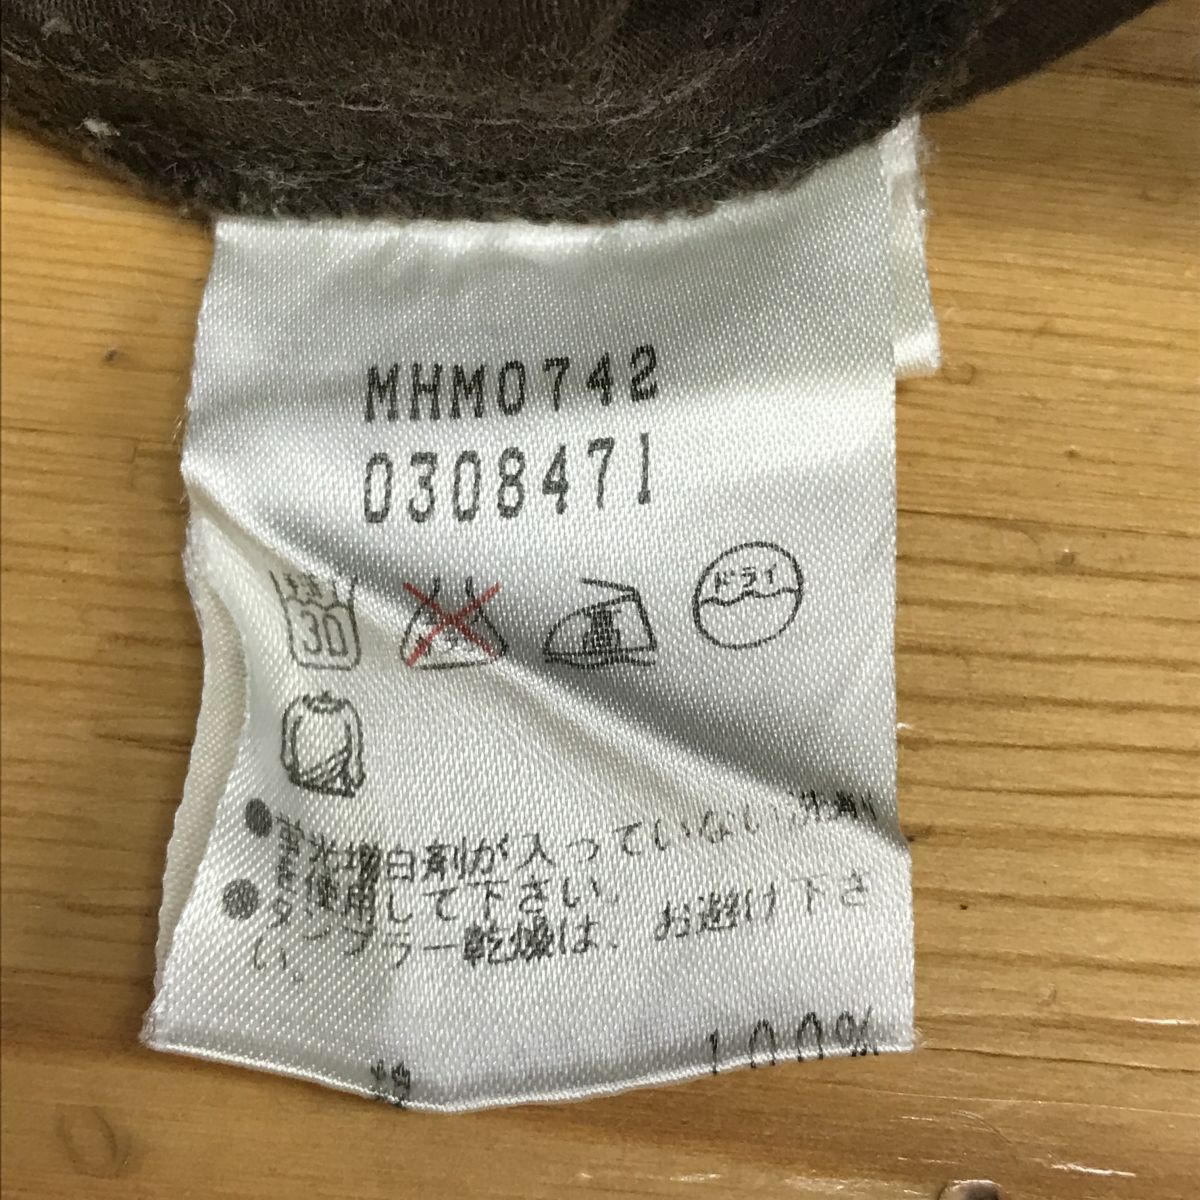 MHM0742
0308471
30
高
ドライ
●蛍光増白剤が入っていない洗剤
を使用して下さい。
●タンブラー乾燥は、お避け下さ
い。
綿 100%